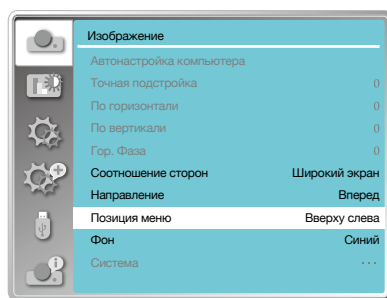 Изображение
Автонастройка компьютера
Точная подстройка 0
По горизонтали 0
По вертикали 0
Гор. Фаза 0
Соотношение сторон Широкий экран
Направление Вперед
Позиция меню Вверху слева
Фон Синий
Система ...